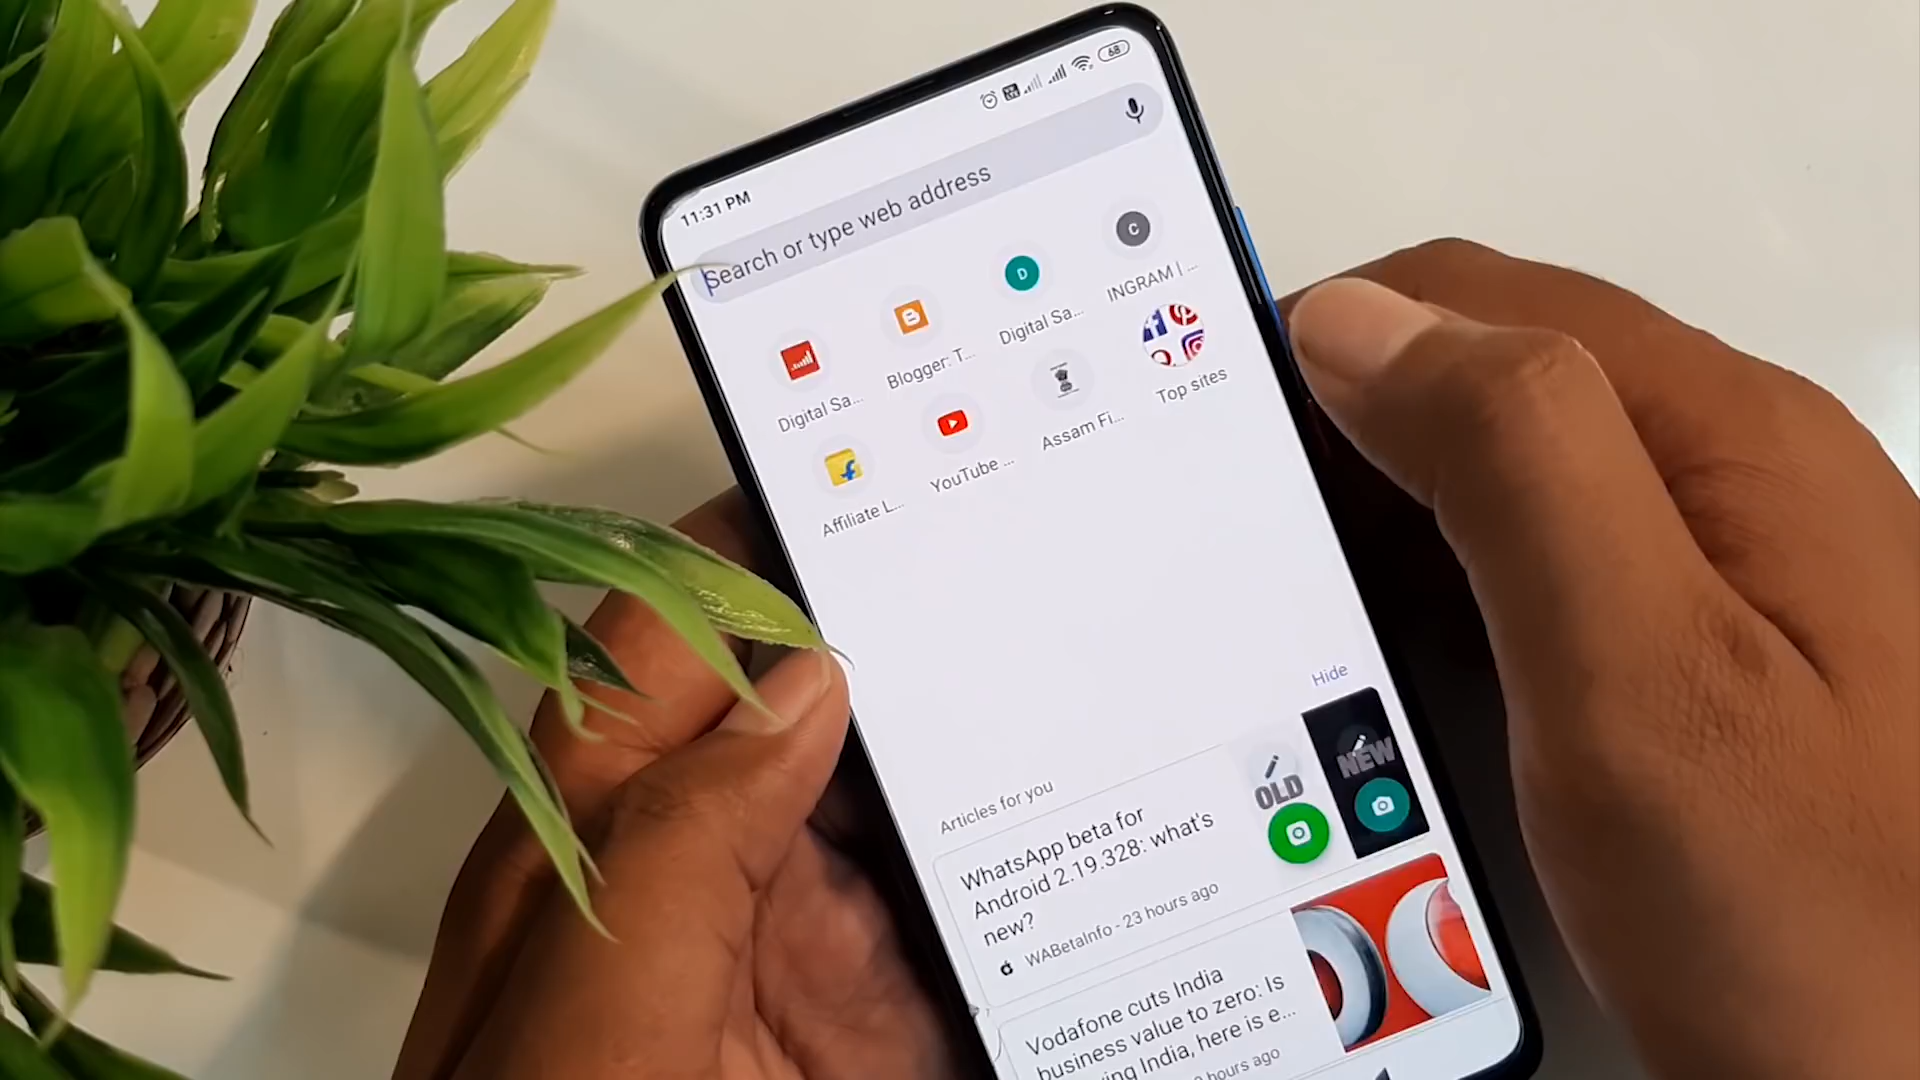 11:31 PM
68
Search or type web address
Digital Sa...
Blogger: T...
Digital Sa...
INGRAM | ...
D
C
Affiliate L...
YouTube ...
Assam Fi...
Top sites
Hide
Articles for you
WhatsApp beta for
Android 2.19.328: what's
new?
WABetaInfo - 23 hours ago
OLD
NEW
Vodafone cuts India
business value to zero: Is
India, here is e...
hours ago